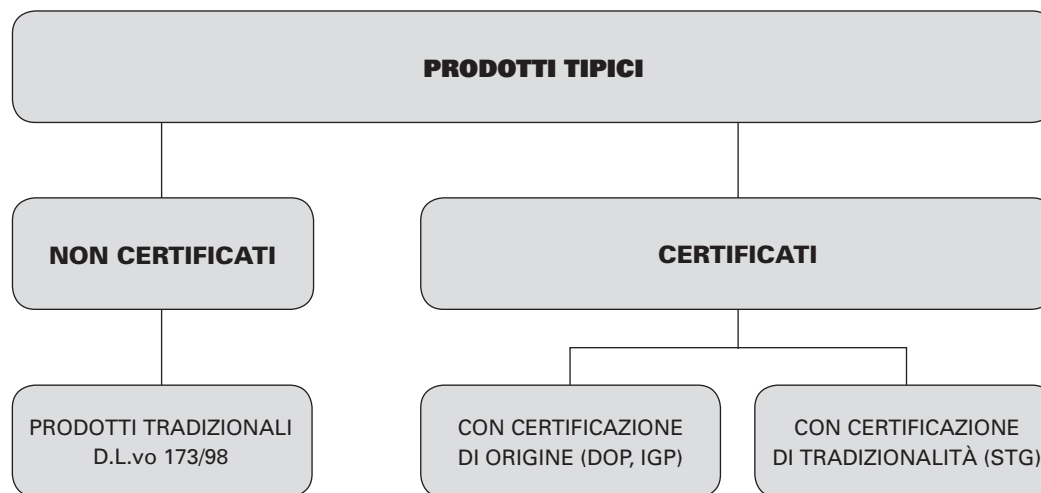 PRODOTTI TIPICI
NON CERTIFICATI
CERTIFICATI
PRODOTTI TRADIZIONALI
D.L.vo 173/98
CON CERTIFICAZIONE
DI ORIGINE (DOP, IGP)
CON CERTIFICAZIONE
DI TRADIZIONALITÀ (STG)